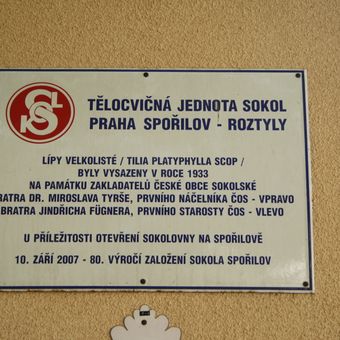 SOKOL
TĚLOCVIČNÁ JEDNOTA SOKOL
PRAHA SPOŘILOV - ROZTYLY
LÍPY VELKOLISTÉ / TILIA PLATYPHYLLA SCOP /
BYLY VYSAZENY V ROCE 1933
NA PAMÁTKU ZAKLADATELŮ ČESKÉ OBCE SOKOLSKÉ
BRATRA DR. MIROSLAVA TYRŠE, PRVNÍHO NÁČELNÍKA ČOS - VPRAVO
BRATRA JINDŘICHA FÜGNERA, PRVNÍHO STAROSTY ČOS - VLEVO
U PŘÍLEŽITOSTI OTEVŘENÍ SOKOLOVNY NA SPOŘILOVĚ
10. ZÁŘÍ 2007 - 80. VÝROČÍ ZALOŽENÍ SOKOLA SPOŘILOV